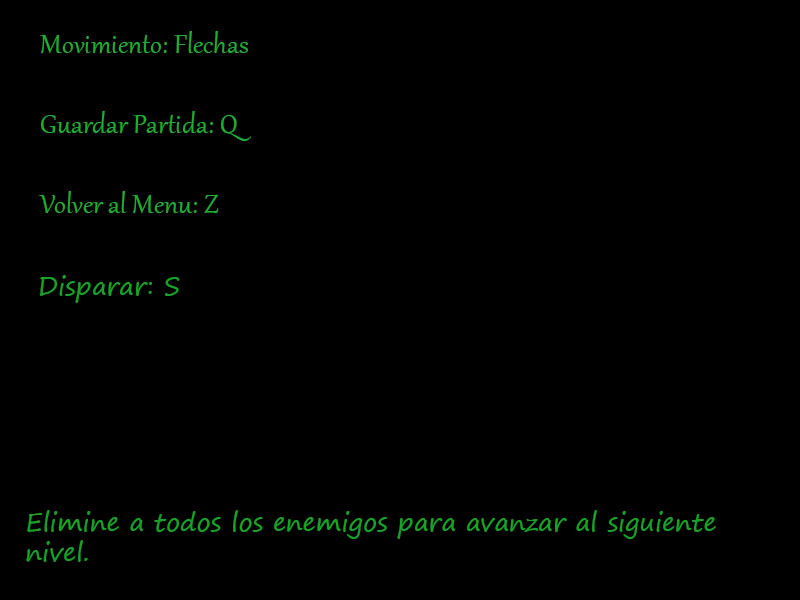 Movimiento: Flechas
Guardar Partida: Q
Volver al Menu: Z
Disparar: S
Elimine a todos los enemigos para avanzar al siguiente
nivel.